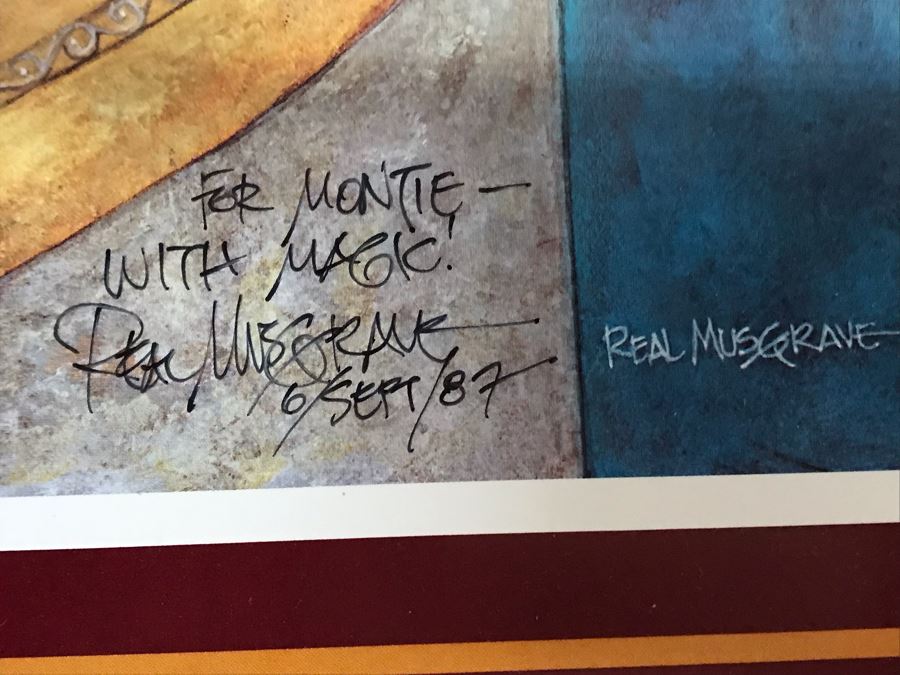 FOR MONTIE —
WITH MAGIC!
REAL MUSGRAVE
6/SEPT/87
REAL MUSGRAVE